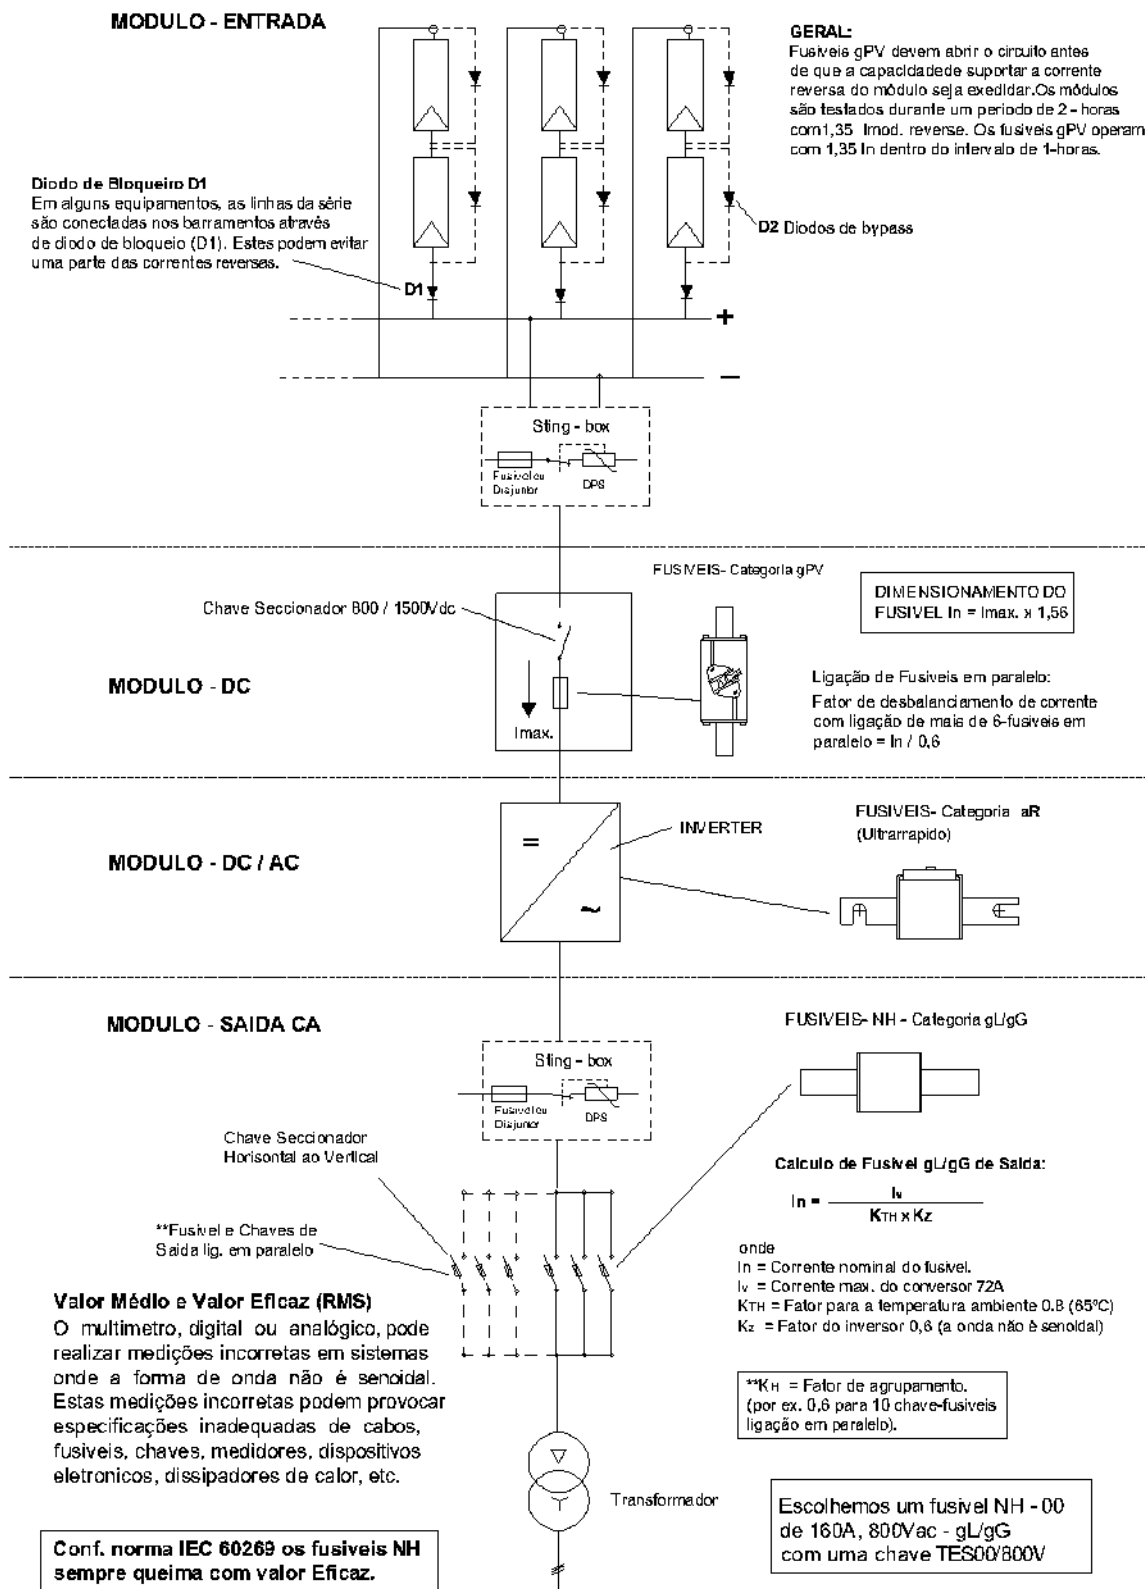 MODULO - ENTRADA
GERAL:
Fusiveis gPV devem abrir o circuito antes
de que a capacidadede suportar a corrente
reversa do módulo seja exedidar.Os módulos
são testados durante um periodo de 2 - horas
com1,35 Imod. reverse. Os fusiveis gPV operam
com 1,35 In dentro do intervalo de 1-horas.
Diodo de Bloqueiro D1
Em alguns equipamentos, as linhas da série
são conectadas nos barramentos através
de diodo de bloqueio (D1). Estes podem evitar
uma parte das correntes reversas.
D2 Diodos de bypass
D1
+
−
Sting - box
Fusivel ou
Disjuntor
DPS
FUSIVEIS- Categoria gPV
DIMENSIONAMENTO DO
FUSIVEL In = Imax. x 1,56
Chave Seccionador 800 / 1500Vdc
MODULO - DC
Imax.
Ligação de Fusiveis em paralelo:
Fator de desbalanciamento de corrente
com ligação de mais de 6-fusiveis em
paralelo = In / 0,6
FUSIVEIS- Categoria aR
(Ultrarrapido)
INVERTER
=
~
MODULO - DC / AC
MODULO - SAIDA CA
FUSIVEIS- NH - Categoria gL/gG
Sting - box
Fusivel ou
Disjuntor
DPS
Chave Seccionador
Horisontal ao Vertical
**Fusivel e Chaves de
Saida lig. em paralelo
Calculo de Fusivel gL/gG de Saida:
In = Iv
KTH x Kz
onde
In = Corrente nominal do fusivel.
Iv = Corrente max. do conversor 72A
KTH = Fator para a temperatura ambiente 0.8 (65ºC)
Kz = Fator do inversor 0,6 (a onda não è senoidal)
Valor Médio e Valor Eficaz (RMS)
O multimetro, digital ou analógico, pode
realizar medições incorretas em sistemas
onde a forma de onda não é senoidal.
Estas medições incorretas podem provocar
especificações inadequadas de cabos,
fusiveis, chaves, medidores, dispositivos
eletronicos, dissipadores de calor, etc.
**KH = Fator de agrupamento.
(por ex. 0,6 para 10 chave-fusiveis
ligação em paralelo).
Transformador
Escolhemos um fusivel NH - 00
de 160A, 800Vac - gL/gG
com uma chave TES00/800V
Conf. norma IEC 60269 os fusiveis NH
sempre queima com valor Eficaz.